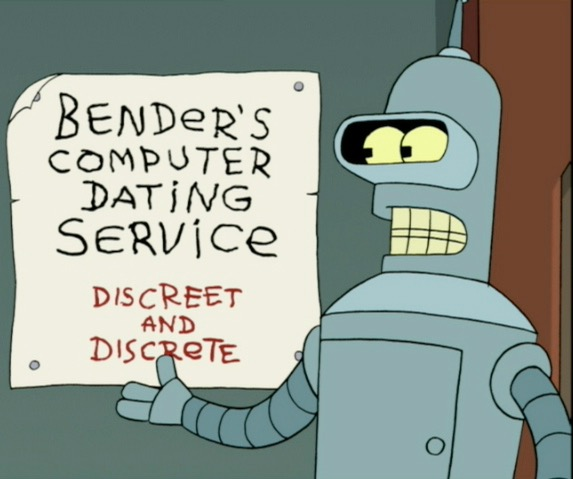 BENDeR'S
COMPUTER
DATiNG
SERViCe
DISCREET
AND
DISCReTE